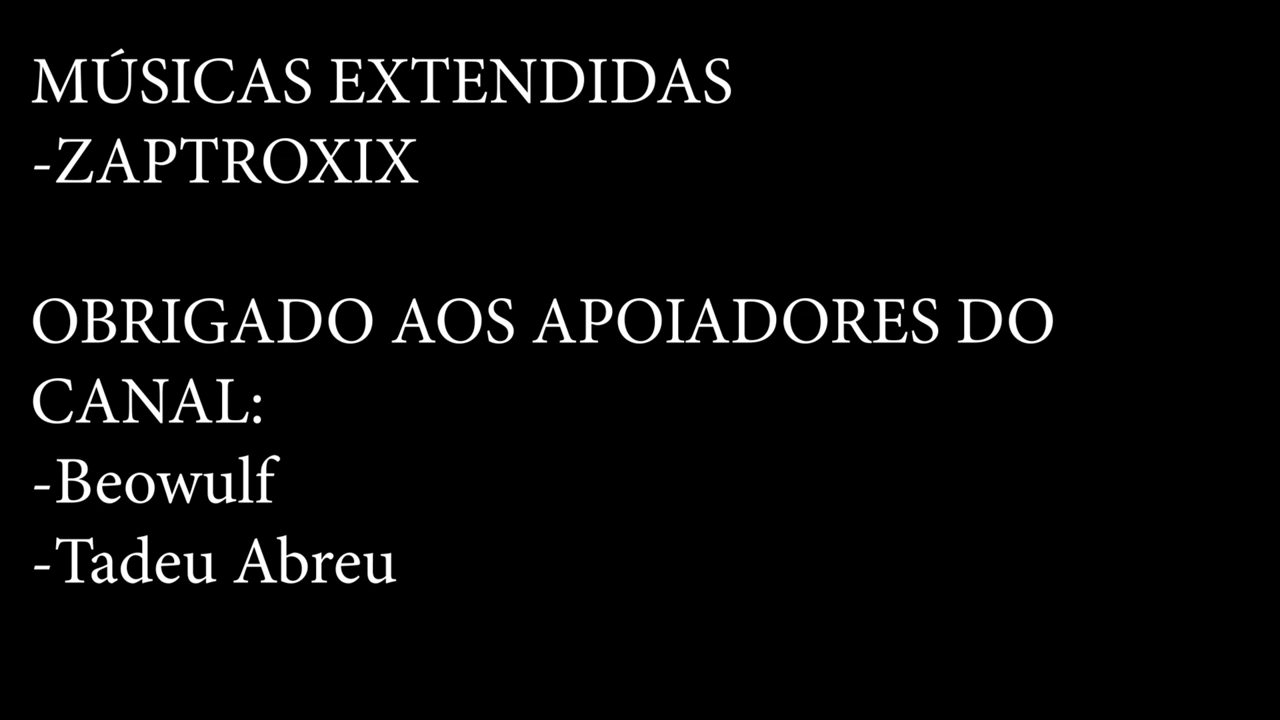 MÚSICAS EXTENDIDAS
-ZAPTROXIX
OBRIGADO AOS APOIADORES DO
CANAL:
-Beowulf
-Tadeu Abreu